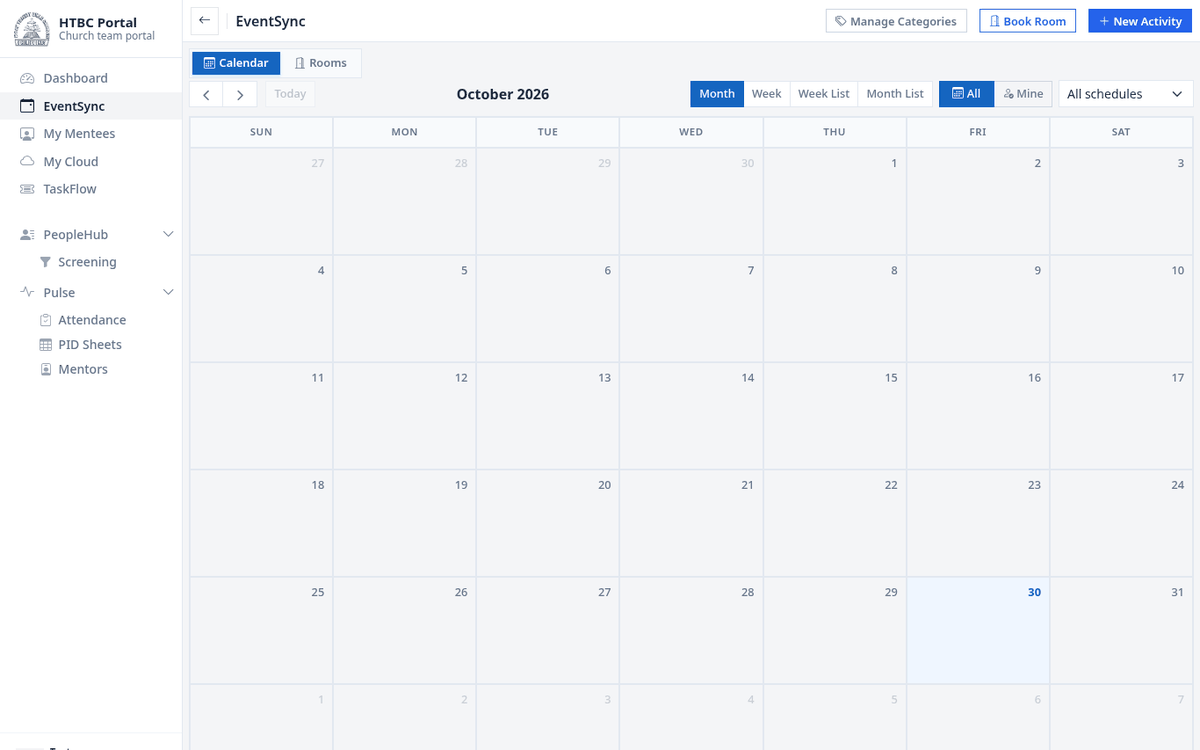 HTBC Portal
Church team portal
Dashboard
EventSync
My Mentees
My Cloud
TaskFlow
PeopleHub
Screening
Pulse
Attendance
PID Sheets
Mentors
EventSync
Manage Categories
Book Room
New Activity
Calendar
Rooms
Today
October 2026
Month
Week
Week List
Month List
All
Mine
All schedules
SUN MON TUE WED THU FRI SAT
27 28 29 30 1 2 3
4 5 6 7 8 9 10
11 12 13 14 15 16 17
18 19 20 21 22 23 24
25 26 27 28 29 30 31
1 2 3 4 5 6 7